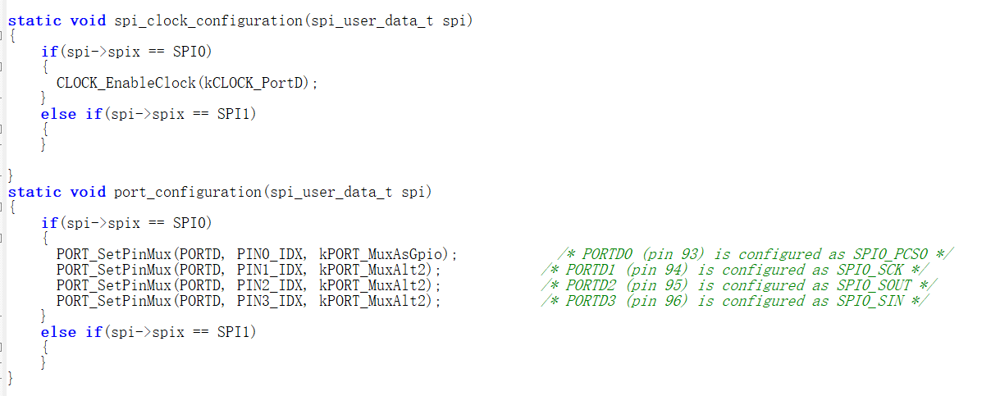 static void spi_clock_configuration(spi_user_data_t spi)
{
    if(spi->spix == SPI0)
    {
      CLOCK_EnableClock(kCLOCK_PortD);
    }
    else if(spi->spix == SPI1)
    {
    }
}
static void port_configuration(spi_user_data_t spi)
{
    if(spi->spix == SPI0)
    {
      PORT_SetPinMux(PORTD, PIN0_IDX, kPORT_MuxAsGpio);            /* PORTD0 (pin 93) is configured as SPI0_PCS0 */
      PORT_SetPinMux(PORTD, PIN1_IDX, kPORT_MuxAlt2);            /* PORTD1 (pin 94) is configured as SPI0_SCK */
      PORT_SetPinMux(PORTD, PIN2_IDX, kPORT_MuxAlt2);            /* PORTD2 (pin 95) is configured as SPI0_SOUT */
      PORT_SetPinMux(PORTD, PIN3_IDX, kPORT_MuxAlt2);            /* PORTD3 (pin 96) is configured as SPI0_SIN */
    }
    else if(spi->spix == SPI1)
    {
    }
}